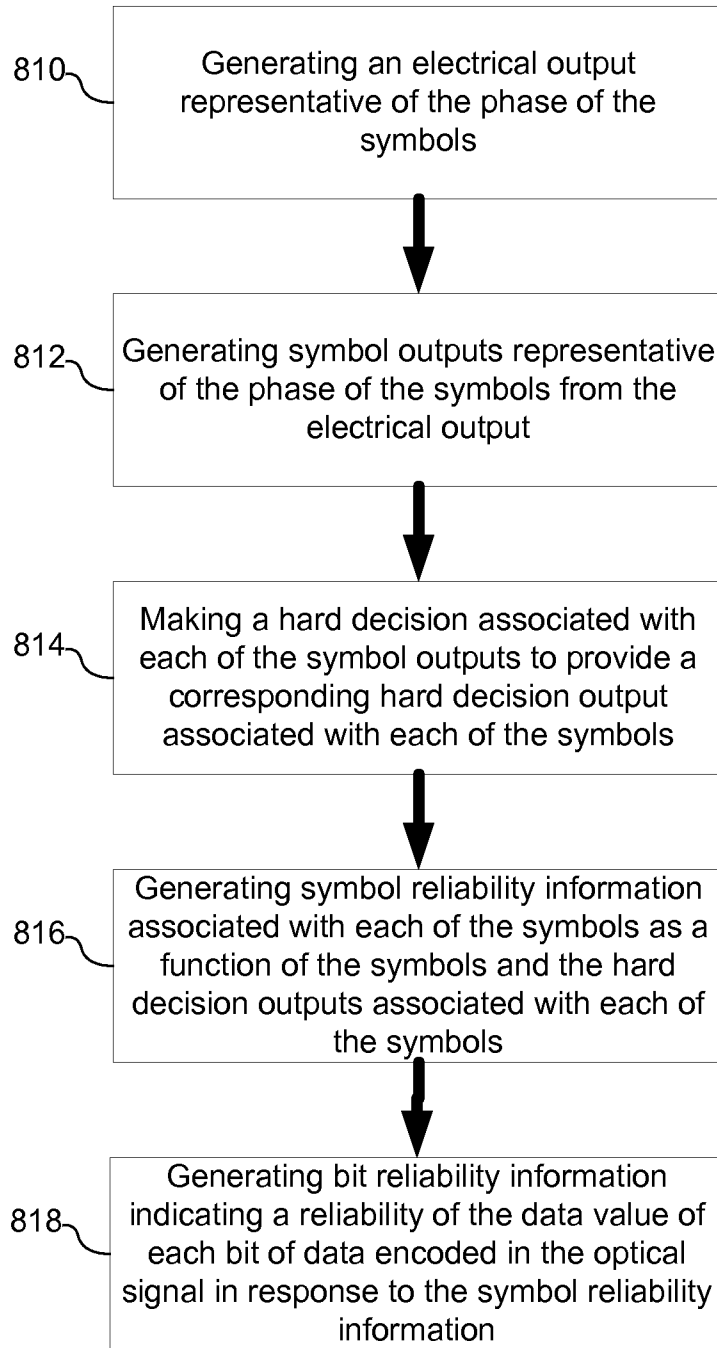 810
Generating an electrical output
representative of the phase of the
symbols
812
Generating symbol outputs representative
of the phase of the symbols from the
electrical output
814
Making a hard decision associated with
each of the symbol outputs to provide a
corresponding hard decision output
associated with each of the symbols
816
Generating symbol reliability information
associated with each of the symbols as a
function of the symbols and the hard
decision outputs associated with each of
the symbols
818
Generating bit reliability information
indicating a reliability of the data value of
each bit of data encoded in the optical
signal in response to the symbol reliability
information